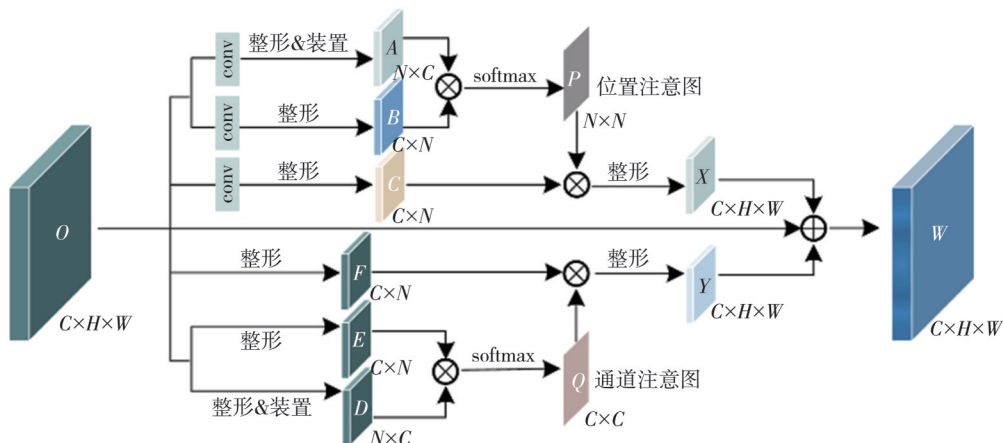 conv
整形&装置
A
N×C
softmax
P
位置注意图
N×N
conv
整形
B
C×N
conv
整形
C
C×N
整形
X
C×H×W
O
C×H×W
W
C×H×W
整形
F
C×N
整形
Y
C×H×W
整形
E
C×N
softmax
Q
通道注意图
C×C
整形&装置
D
N×C